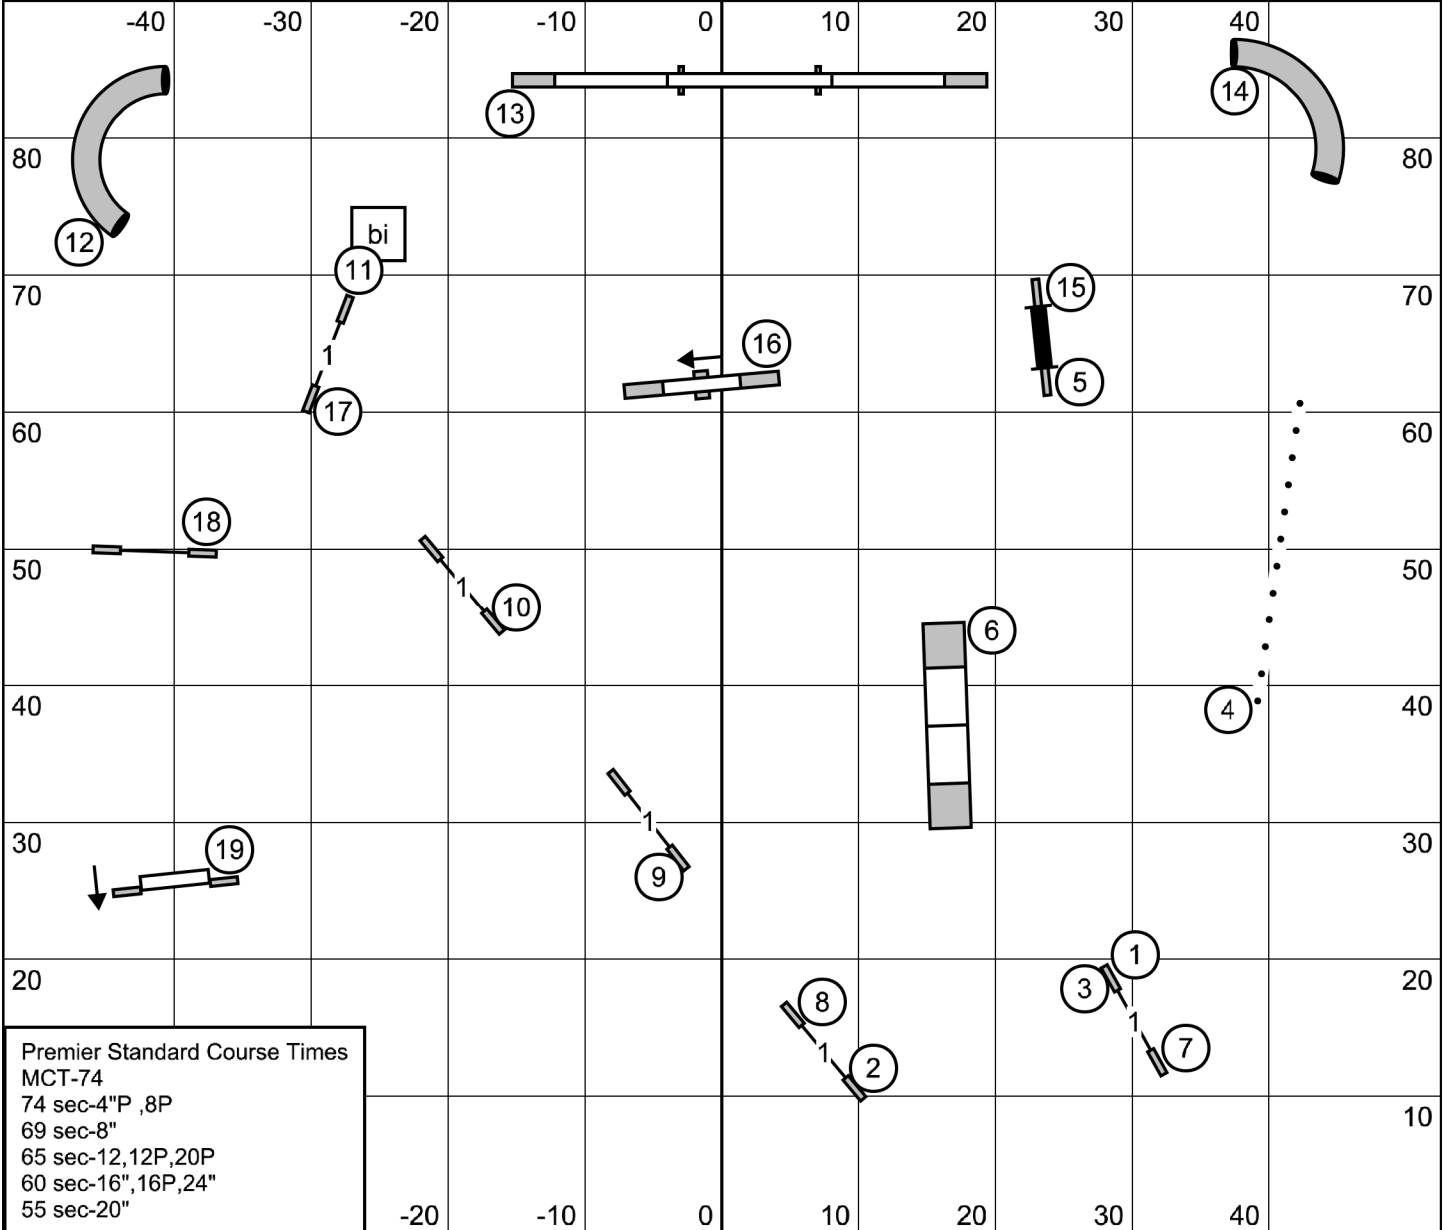 -40 -30 -20 -10 0 10 20 30 40
14
13
80 80
12
bi
11
70 15 70
16
5
17
60 60
18
50 50
1
10
6
40 4 40
1
30 19 30
9
1
20 3 8 20
1
7
1
2
Premier Standard Course Times
MCT-74
74 sec-4"P ,8P
10
69 sec-8"
65 sec-12,12P,20P
60 sec-16",16P,24"
55 sec-20"
-20 -10 0 10 20 30 40
1